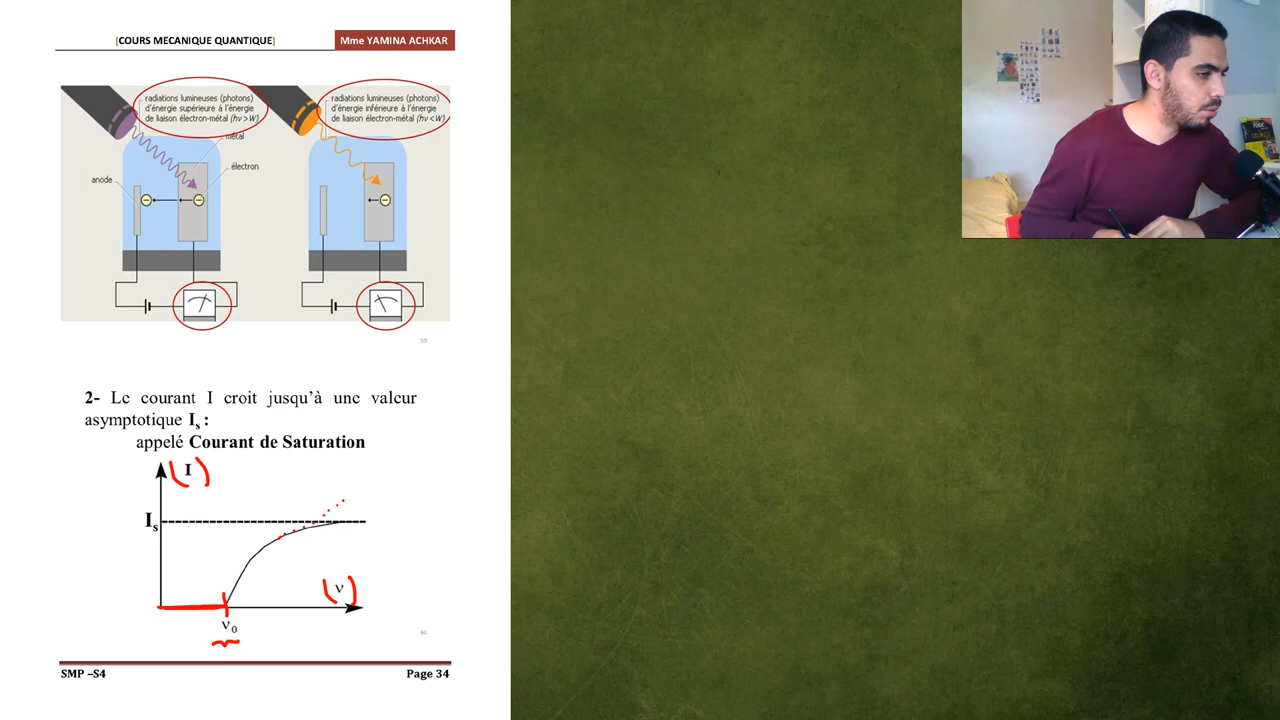 [COURS MECANIQUE QUANTIQUE]
Mme YAMINA ACHKAR
radiations lumineuses (photons)
d'énergie supérieure à l'énergie
de liaison électron-métal (hν > W)
radiations lumineuses (photons)
d'énergie inférieure à l'énergie
de liaison électron-métal (hν < W)
métal
électron
anode
59
2- Le courant I croit jusqu'à une valeur
asymptotique Is :
appelé Courant de Saturation
(I)
Is
(ν)
ν0
60
SMP –S4
Page 34